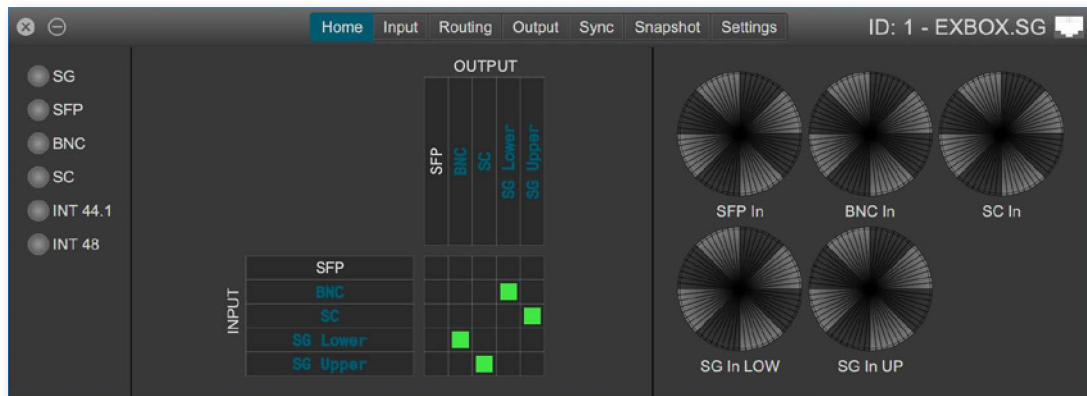 Home Input Routing Output Sync Snapshot Settings ID: 1 - EXBOX.SG
SG
SFP
BNC
SC
INT 44.1
INT 48
OUTPUT
SFP
BNC
SC
SG Lower
SG Upper
INPUT
SFP
BNC
SC
SG Lower
SG Upper
SFP In BNC In SC In
SG In LOW SG In UP